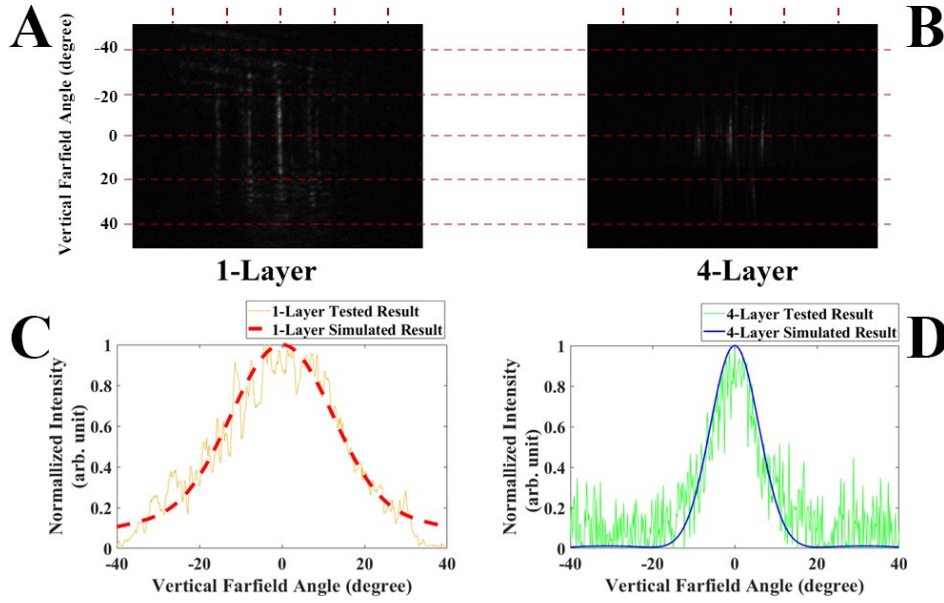 A
B
Vertical Farfield Angle (degree)
-40
-20
0
20
40
1-Layer
4-Layer
C
D
1-Layer Tested Result
1-Layer Simulated Result
4-Layer Tested Result
4-Layer Simulated Result
Normallized Intensity
(arb. unit)
1
0.8
0.6
0.4
0.2
0
-40
-20
0
20
40
Vertical Farfield Angle (degree)
Normallized Intensity
(arb. unit)
1
0.8
0.6
0.4
0.2
0
-40
-20
0
20
40
Vertical Farfield Angle (degree)